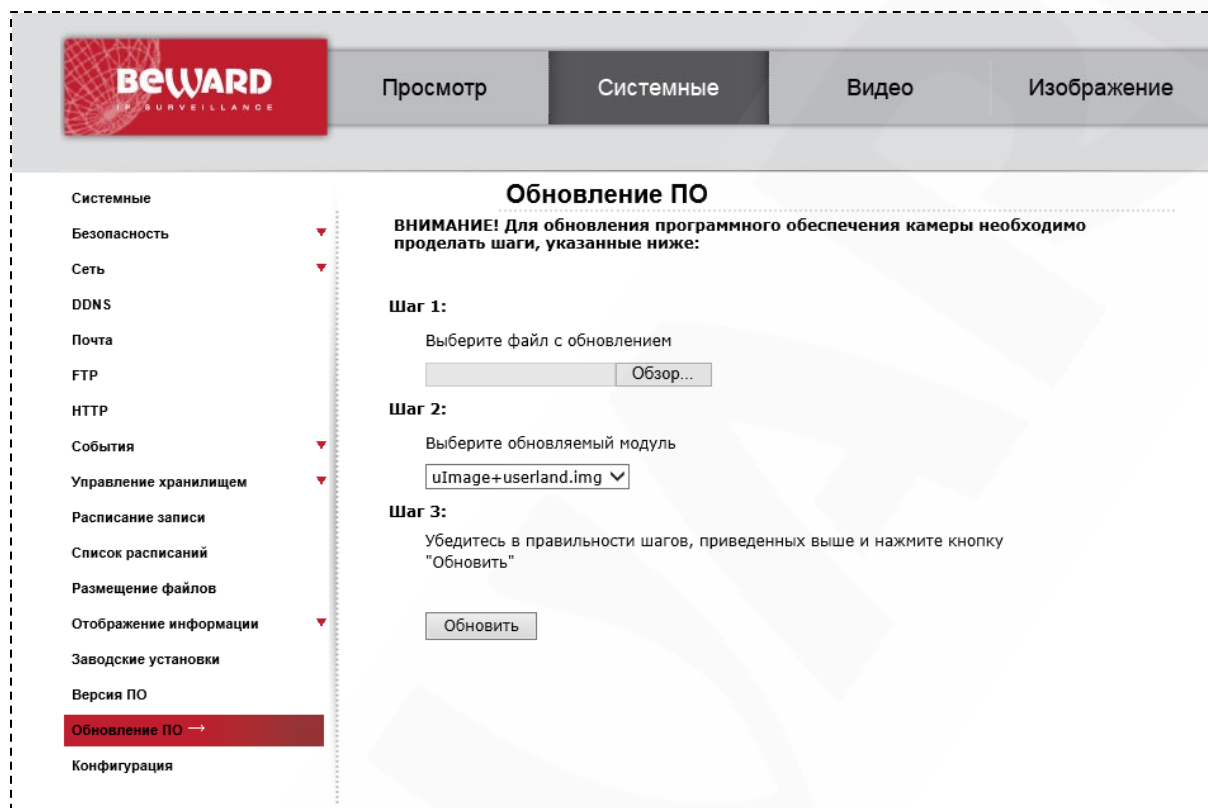 BEWARD
IP SURVEILLANCE
Просмотр
Системные
Видео
Изображение
Системные
Безопасность
Сеть
DDNS
Почта
FTP
HTTP
События
Управление хранилищем
Расписание записи
Список расписаний
Размещение файлов
Отображение информации
Заводские установки
Версия ПО
Обновление ПО →
Конфигурация
Обновление ПО
ВНИМАНИЕ! Для обновления программного обеспечения камеры необходимо
проделать шаги, указанные ниже:
Шаг 1:
Выберите файл с обновлением
Обзор...
Шаг 2:
Выберите обновляемый модуль
uImage+userland.img
Шаг 3:
Убедитесь в правильности шагов, приведенных выше и нажмите кнопку
"Обновить"
Обновить